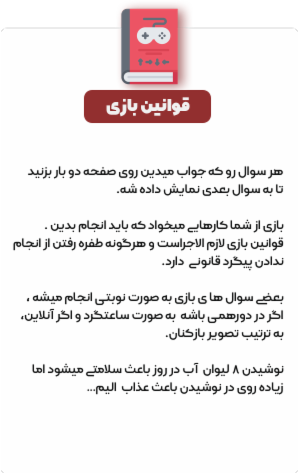 قوانین بازی
هر سوال رو که جواب میدین روی صفحه دو بار بزنید
تا به سوال بعدی نمایش داده شه.
بازی از شما کارهایی میخواد که باید انجام بدین .
قوانین بازی لازم الاجراست و هرگونه طفره رفتن از انجام
ندادن پیگرد قانونی دارد.
بعضی سوال ها ی بازی به صورت نوبتی انجام میشه ،
اگر در دورهمی باشه به صورت ساعتگرد و اگر آنلاین،
به ترتیب تصویر بازکنان.
نوشیدن ۸ لیوان آب در روز باعث سلامتی میشود اما
زیاده روی در نوشیدن باعث عذاب الیم...